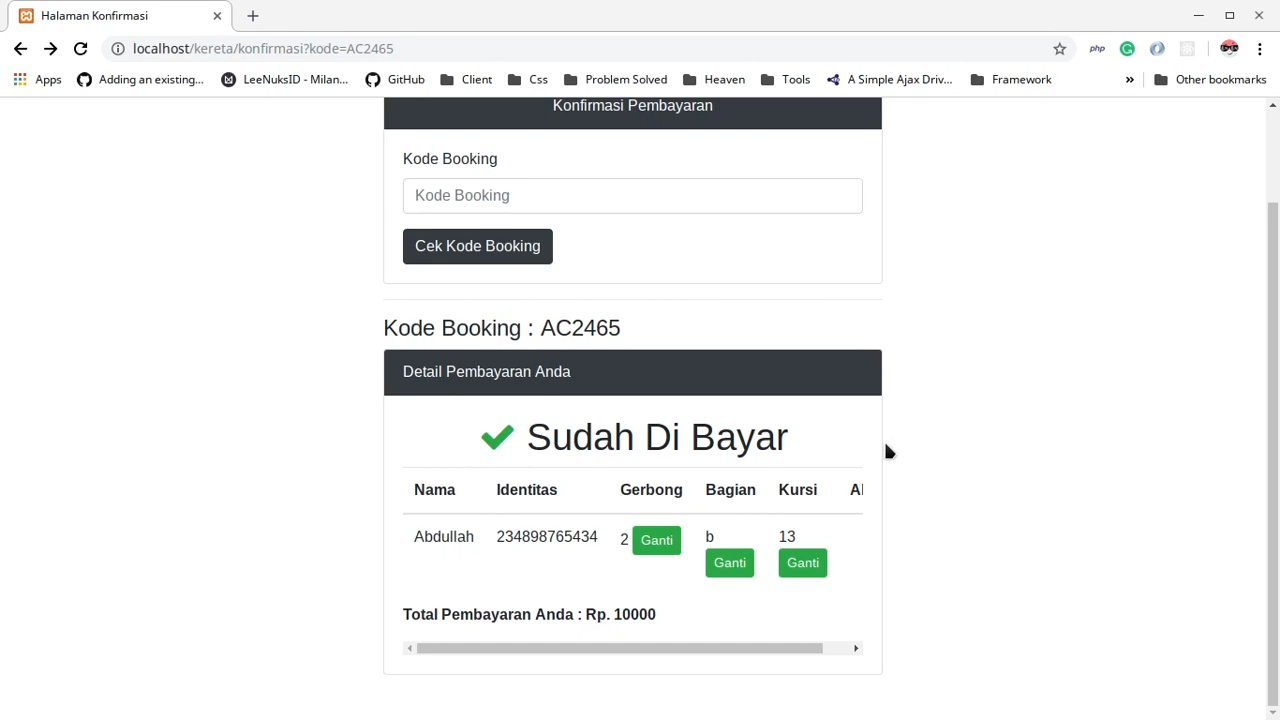 Halaman Konfirmasi
localhost/kereta/konfirmasi?kode=AC2465
php
Apps
Adding an existing...
LeeNuksID - Milan...
GitHub
Client
Css
Problem Solved
Heaven
Tools
A Simple Ajax Driv...
Framework
»
Other bookmarks
Konfirmasi Pembayaran
Kode Booking
Kode Booking
Cek Kode Booking
Kode Booking : AC2465
Detail Pembayaran Anda
Sudah Di Bayar
Nama Identitas Gerbong Bagian Kursi
Abdullah 234898765434 2 Ganti b Ganti 13 Ganti
Total Pembayaran Anda : Rp. 10000